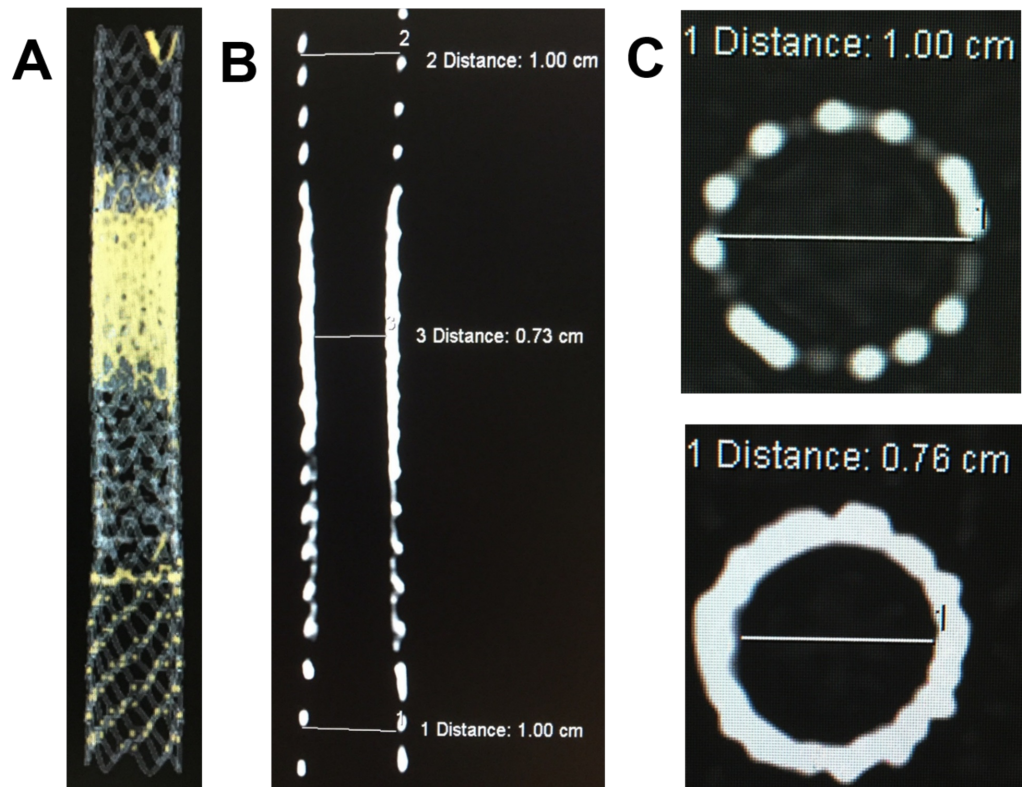 A
B
C
2
2 Distance: 1.00 cm
3
3 Distance: 0.73 cm
1
1 Distance: 1.00 cm
1 Distance: 1.00 cm
1
1 Distance: 0.76 cm
1